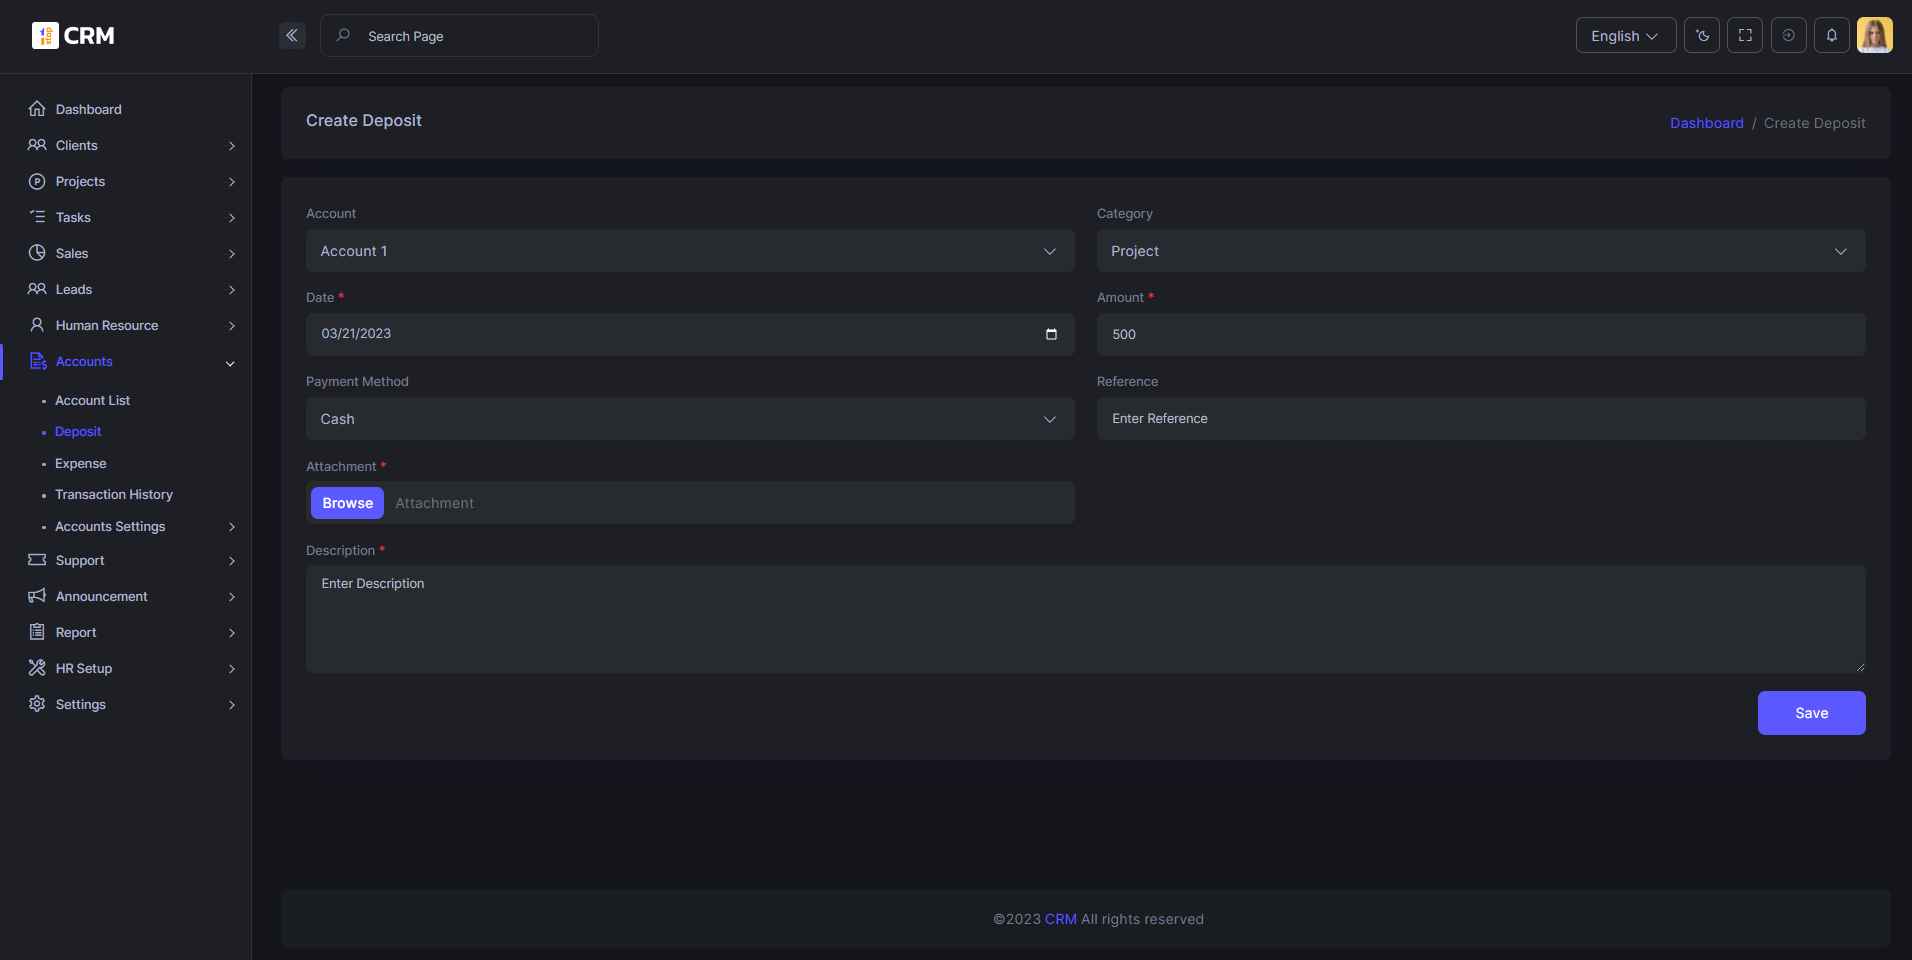 1 stop CRM
Search Page
English
Dashboard
Clients
Projects
Tasks
Sales
Leads
Human Resource
Accounts
Account List
Deposit
Expense
Transaction History
Accounts Settings
Support
Announcement
Report
HR Setup
Settings
Create Deposit
Dashboard / Create Deposit
Account
Account 1
Category
Project
Date *
03/21/2023
Amount *
500
Payment Method
Cash
Reference
Enter Reference
Attachment *
Browse Attachment
Description *
Enter Description
Save
©2023 CRM All rights reserved